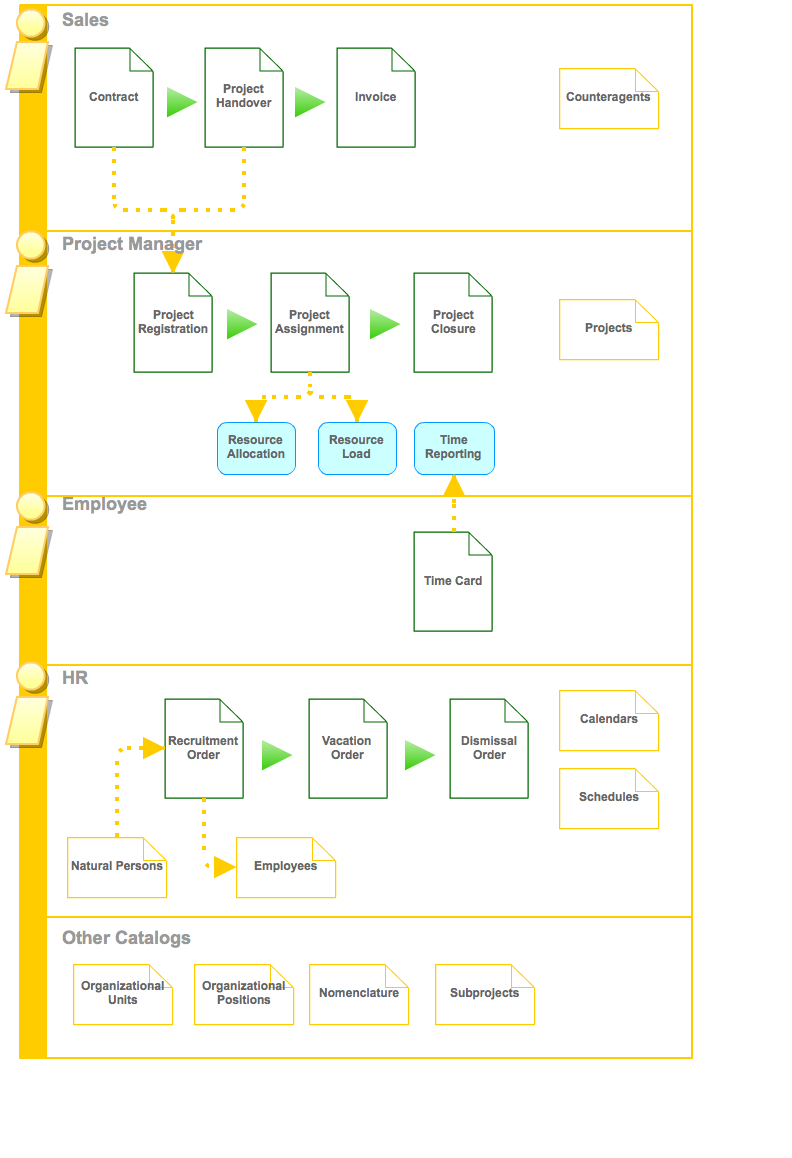 Sales
Contract
Project
Handover
Invoice
Counteragents
Project Manager
Project
Registration
Project
Assignment
Project
Closure
Projects
Resource
Allocation
Resource
Load
Time
Reporting
Employee
Time Card
HR
Recruitment
Order
Vacation
Order
Dismissal
Order
Calendars
Schedules
Natural Persons
Employees
Other Catalogs
Organizational
Units
Organizational
Positions
Nomenclature
Subprojects